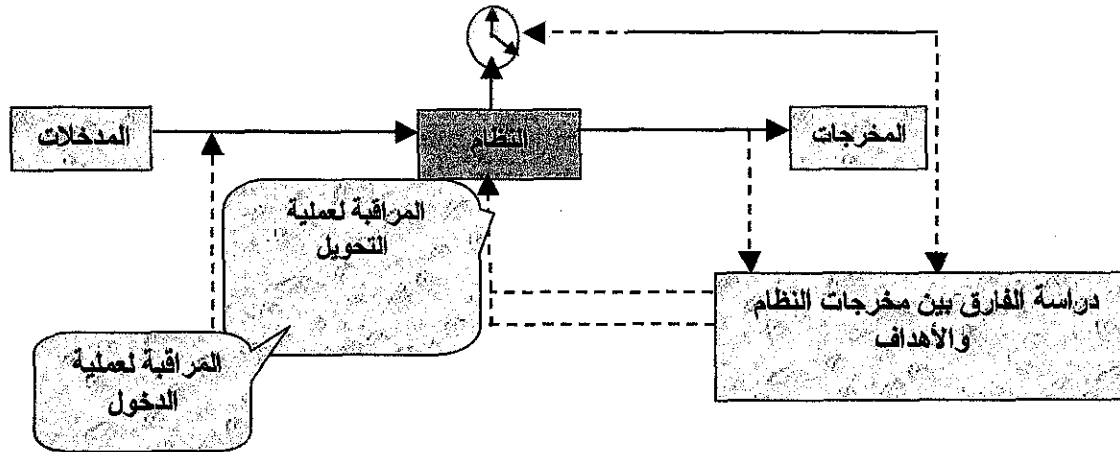 المدخلات
النظام
المخرجات
المراقبة لعملية
التحويل
دراسة الفارق بين مخرجات النظام
والأهداف
المراقبة لعملية
الدخول